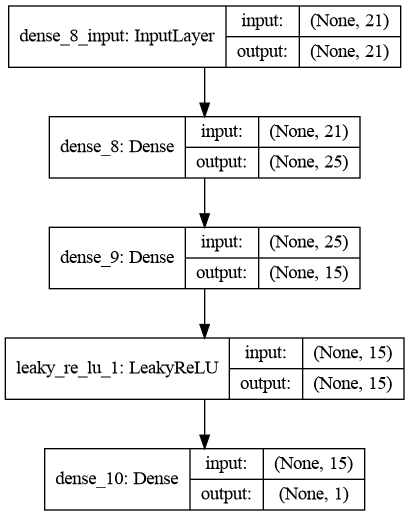 dense_8_input: InputLayer
input: (None, 21)
output: (None, 21)
dense_8: Dense
input: (None, 21)
output: (None, 25)
dense_9: Dense
input: (None, 25)
output: (None, 15)
leaky_re_lu_1: LeakyReLU
input: (None, 15)
output: (None, 15)
dense_10: Dense
input: (None, 15)
output: (None, 1)